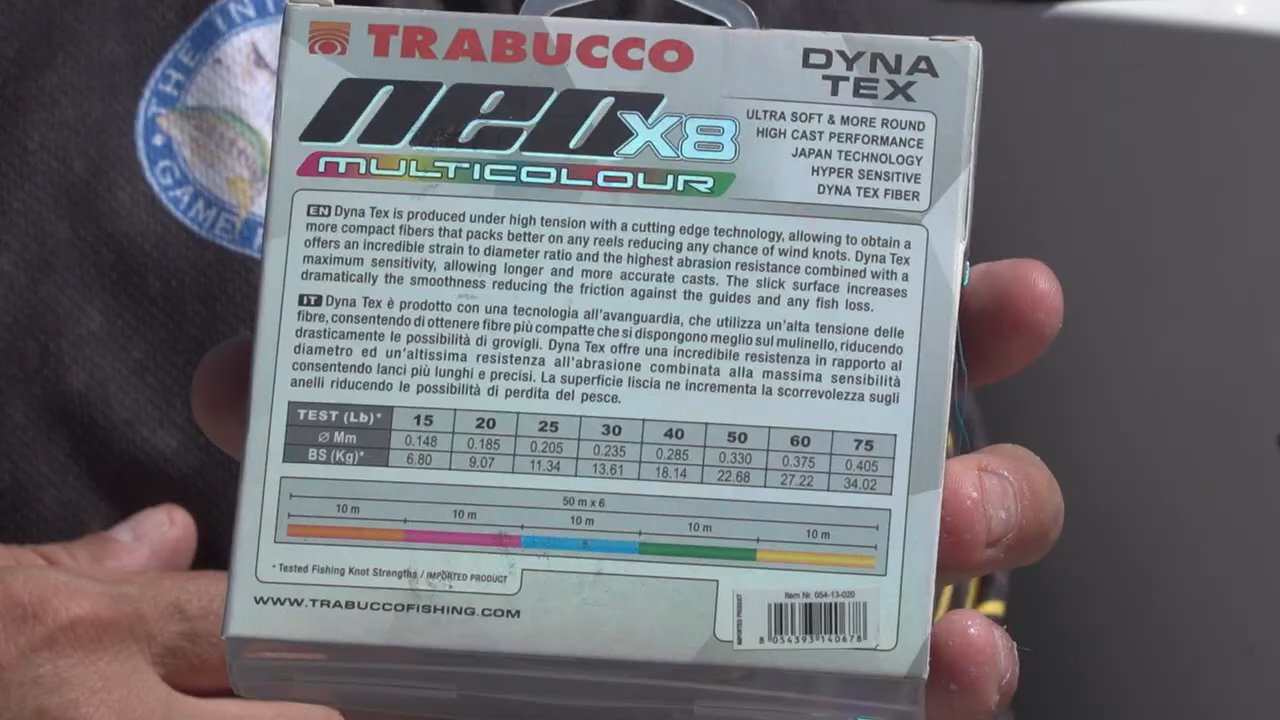 THE INT
GAME
TRABUCCO
DYNA
TEX
neo x8
MULTICOLOUR
ULTRA SOFT & MORE ROUND
HIGH CAST PERFORMANCE
JAPAN TECHNOLOGY
HYPER SENSITIVE
DYNA TEX FIBER
EN Dyna Tex is produced under high tension with a cutting edge technology, allowing to obtain a
more compact fibers that packs better on any reels reducing any chance of wind knots. Dyna Tex
offers an incredible strain to diameter ratio and the highest abrasion resistance combined with a
maximum sensitivity, allowing longer and more accurate casts. The slick surface increases
dramatically the smoothness reducing the friction against the guides and any fish loss.
IT Dyna Tex è prodotto con una tecnologia all'avanguardia, che utilizza un'alta tensione delle
fibre, consentendo di ottenere fibre più compatte che si dispongono meglio sul mulinello, riducendo
drasticamente le possibilità di grovigli. Dyna Tex offre una incredibile resistenza in rapporto al
diametro ed un'altissima resistenza all'abrasione combinata alla massima sensibilità
consentendo lanci più lunghi e precisi. La superficie liscia ne incrementa la scorrevolezza sugli
anelli riducendo le possibilità di perdita del pesce.
TEST (Lb)* 15 20 25 30 40 50 60 75
Ø Mm 0.148 0.185 0.205 0.235 0.285 0.330 0.375 0.405
BS (Kg)* 6.80 9.07 11.34 13.61 18.14 22.68 27.22 34.02
50 m x 6
10 m 10 m 10 m 10 m 10 m
* Tested Fishing Knot Strengths / IMPORTED PRODUCT
WWW.TRABUCCOFISHING.COM
Item Nr. 054-13-020
IMPORTED PRODUCT
8 054393 140678